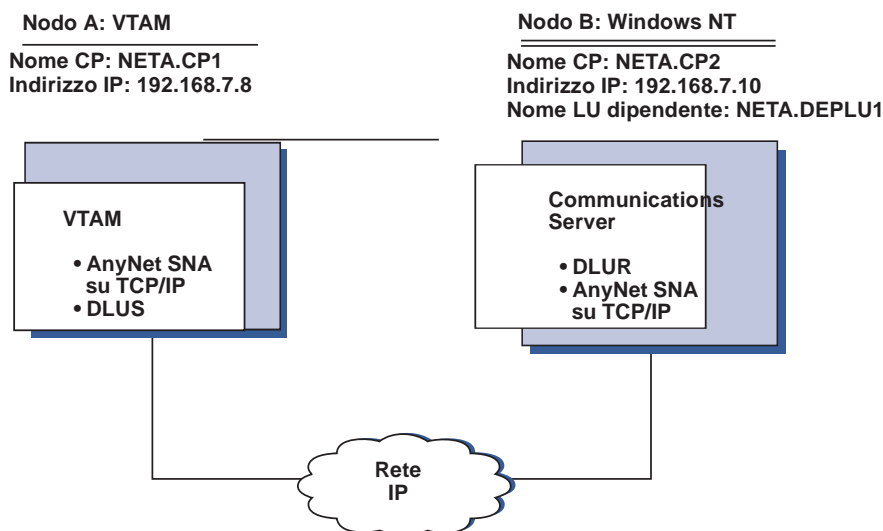 Nodo A: VTAM
Nome CP: NETA.CP1
Indirizzo IP: 192.168.7.8
Nodo B: Windows NT
Nome CP: NETA.CP2
Indirizzo IP: 192.168.7.10
Nome LU dipendente: NETA.DEPLU1
VTAM
• AnyNet SNA
su TCP/IP
• DLUS
Communications
Server
• DLUR
• AnyNet SNA
su TCP/IP
Rete
IP